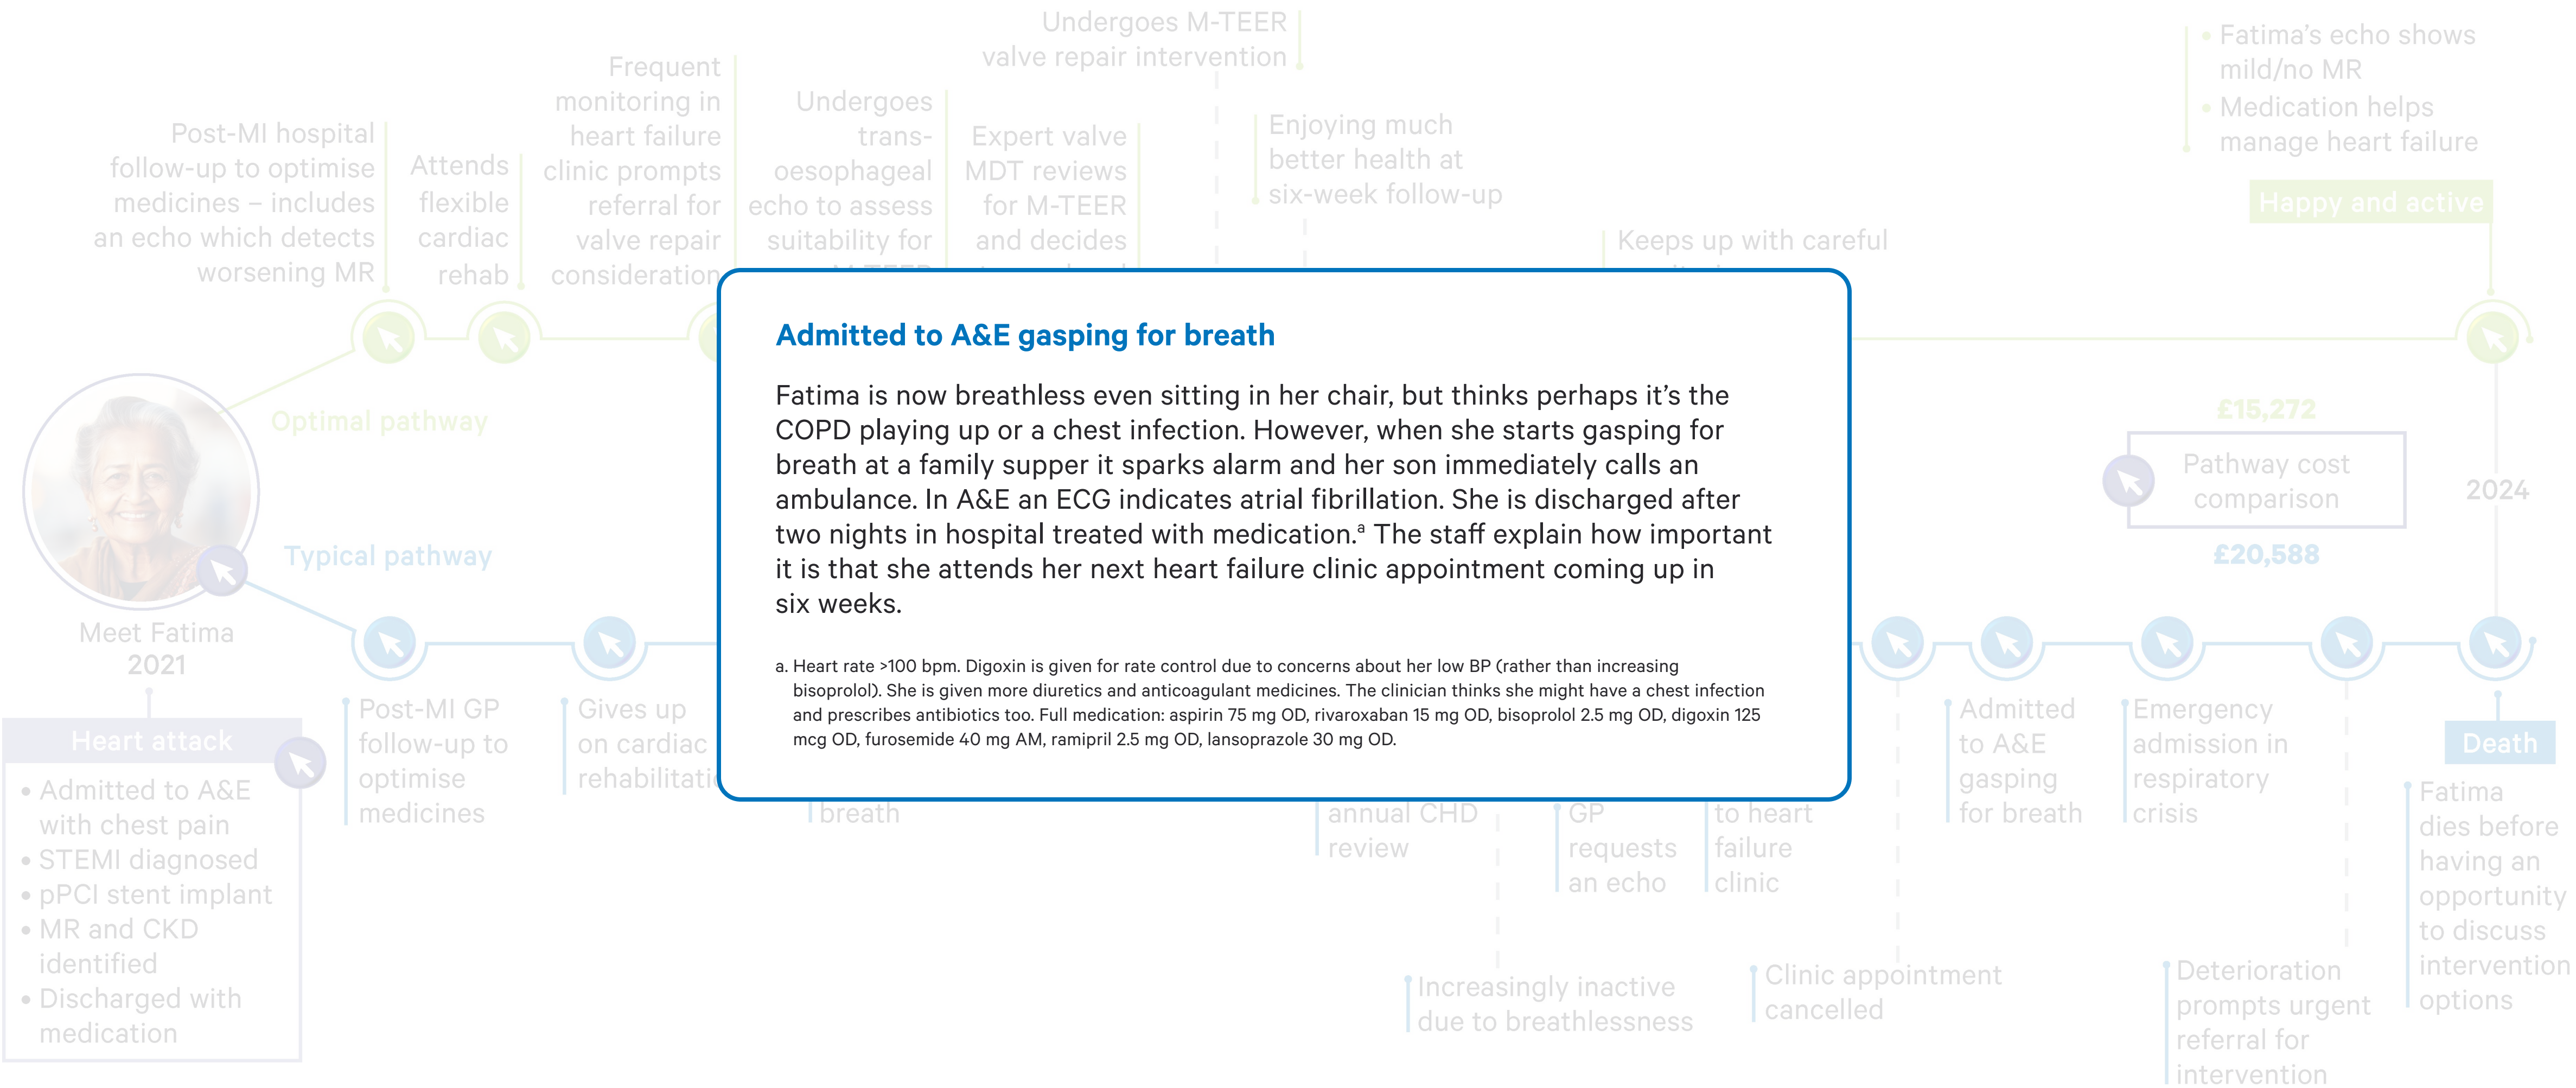 Undergoes M-TEER
valve repair intervention
Frequent
monitoring in
heart failure
clinic prompts
referral for
valve repair
consideration
Post-MI hospital
follow-up to optimise
medicines – includes
an echo which detects
worsening MR
Attends
flexible
cardiac
rehab
Undergoes
trans-
oesophageal
echo to assess
suitability for
Expert valve
MDT reviews
for M-TEER
and decides
Enjoying much
better health at
six-week follow-up
Keeps up with careful
• Fatima’s echo shows
mild/no MR
• Medication helps
manage heart failure
Happy and active
Optimal pathway
Typical pathway
Meet Fatima
2021
Heart attack
• Admitted to A&E
with chest pain
• STEMI diagnosed
• pPCI stent implant
• MR and CKD
identified
• Discharged with
medication
Admitted to A&E gasping for breath
Fatima is now breathless even sitting in her chair, but thinks perhaps it’s the
COPD playing up or a chest infection. However, when she starts gasping for
breath at a family supper it sparks alarm and her son immediately calls an
ambulance. In A&E an ECG indicates atrial fibrillation. She is discharged after
two nights in hospital treated with medication.ª The staff explain how important
it is that she attends her next heart failure clinic appointment coming up in
six weeks.
a. Heart rate >100 bpm. Digoxin is given for rate control due to concerns about her low BP (rather than increasing
bisoprolol). She is given more diuretics and anticoagulant medicines. The clinician thinks she might have a chest infection
and prescribes antibiotics too. Full medication: aspirin 75 mg OD, rivaroxaban 15 mg OD, bisoprolol 2.5 mg OD, digoxin 125
mcg OD, furosemide 40 mg AM, ramipril 2.5 mg OD, lansoprazole 30 mg OD.
£15,272
Pathway cost
comparison
£20,588
2024
Post-MI GP
follow-up to
optimise
medicines
Gives up
on cardiac
breath
annual CHD
review
Increasingly inactive
due to breathlessness
GP
requests
an echo
to heart
failure
clinic
Clinic appointment
cancelled
Admitted
to A&E
gasping
for breath
Emergency
admission in
respiratory
crisis
Deterioration
prompts urgent
referral for
intervention
Death
Fatima
dies before
having an
opportunity
to discuss
intervention
options